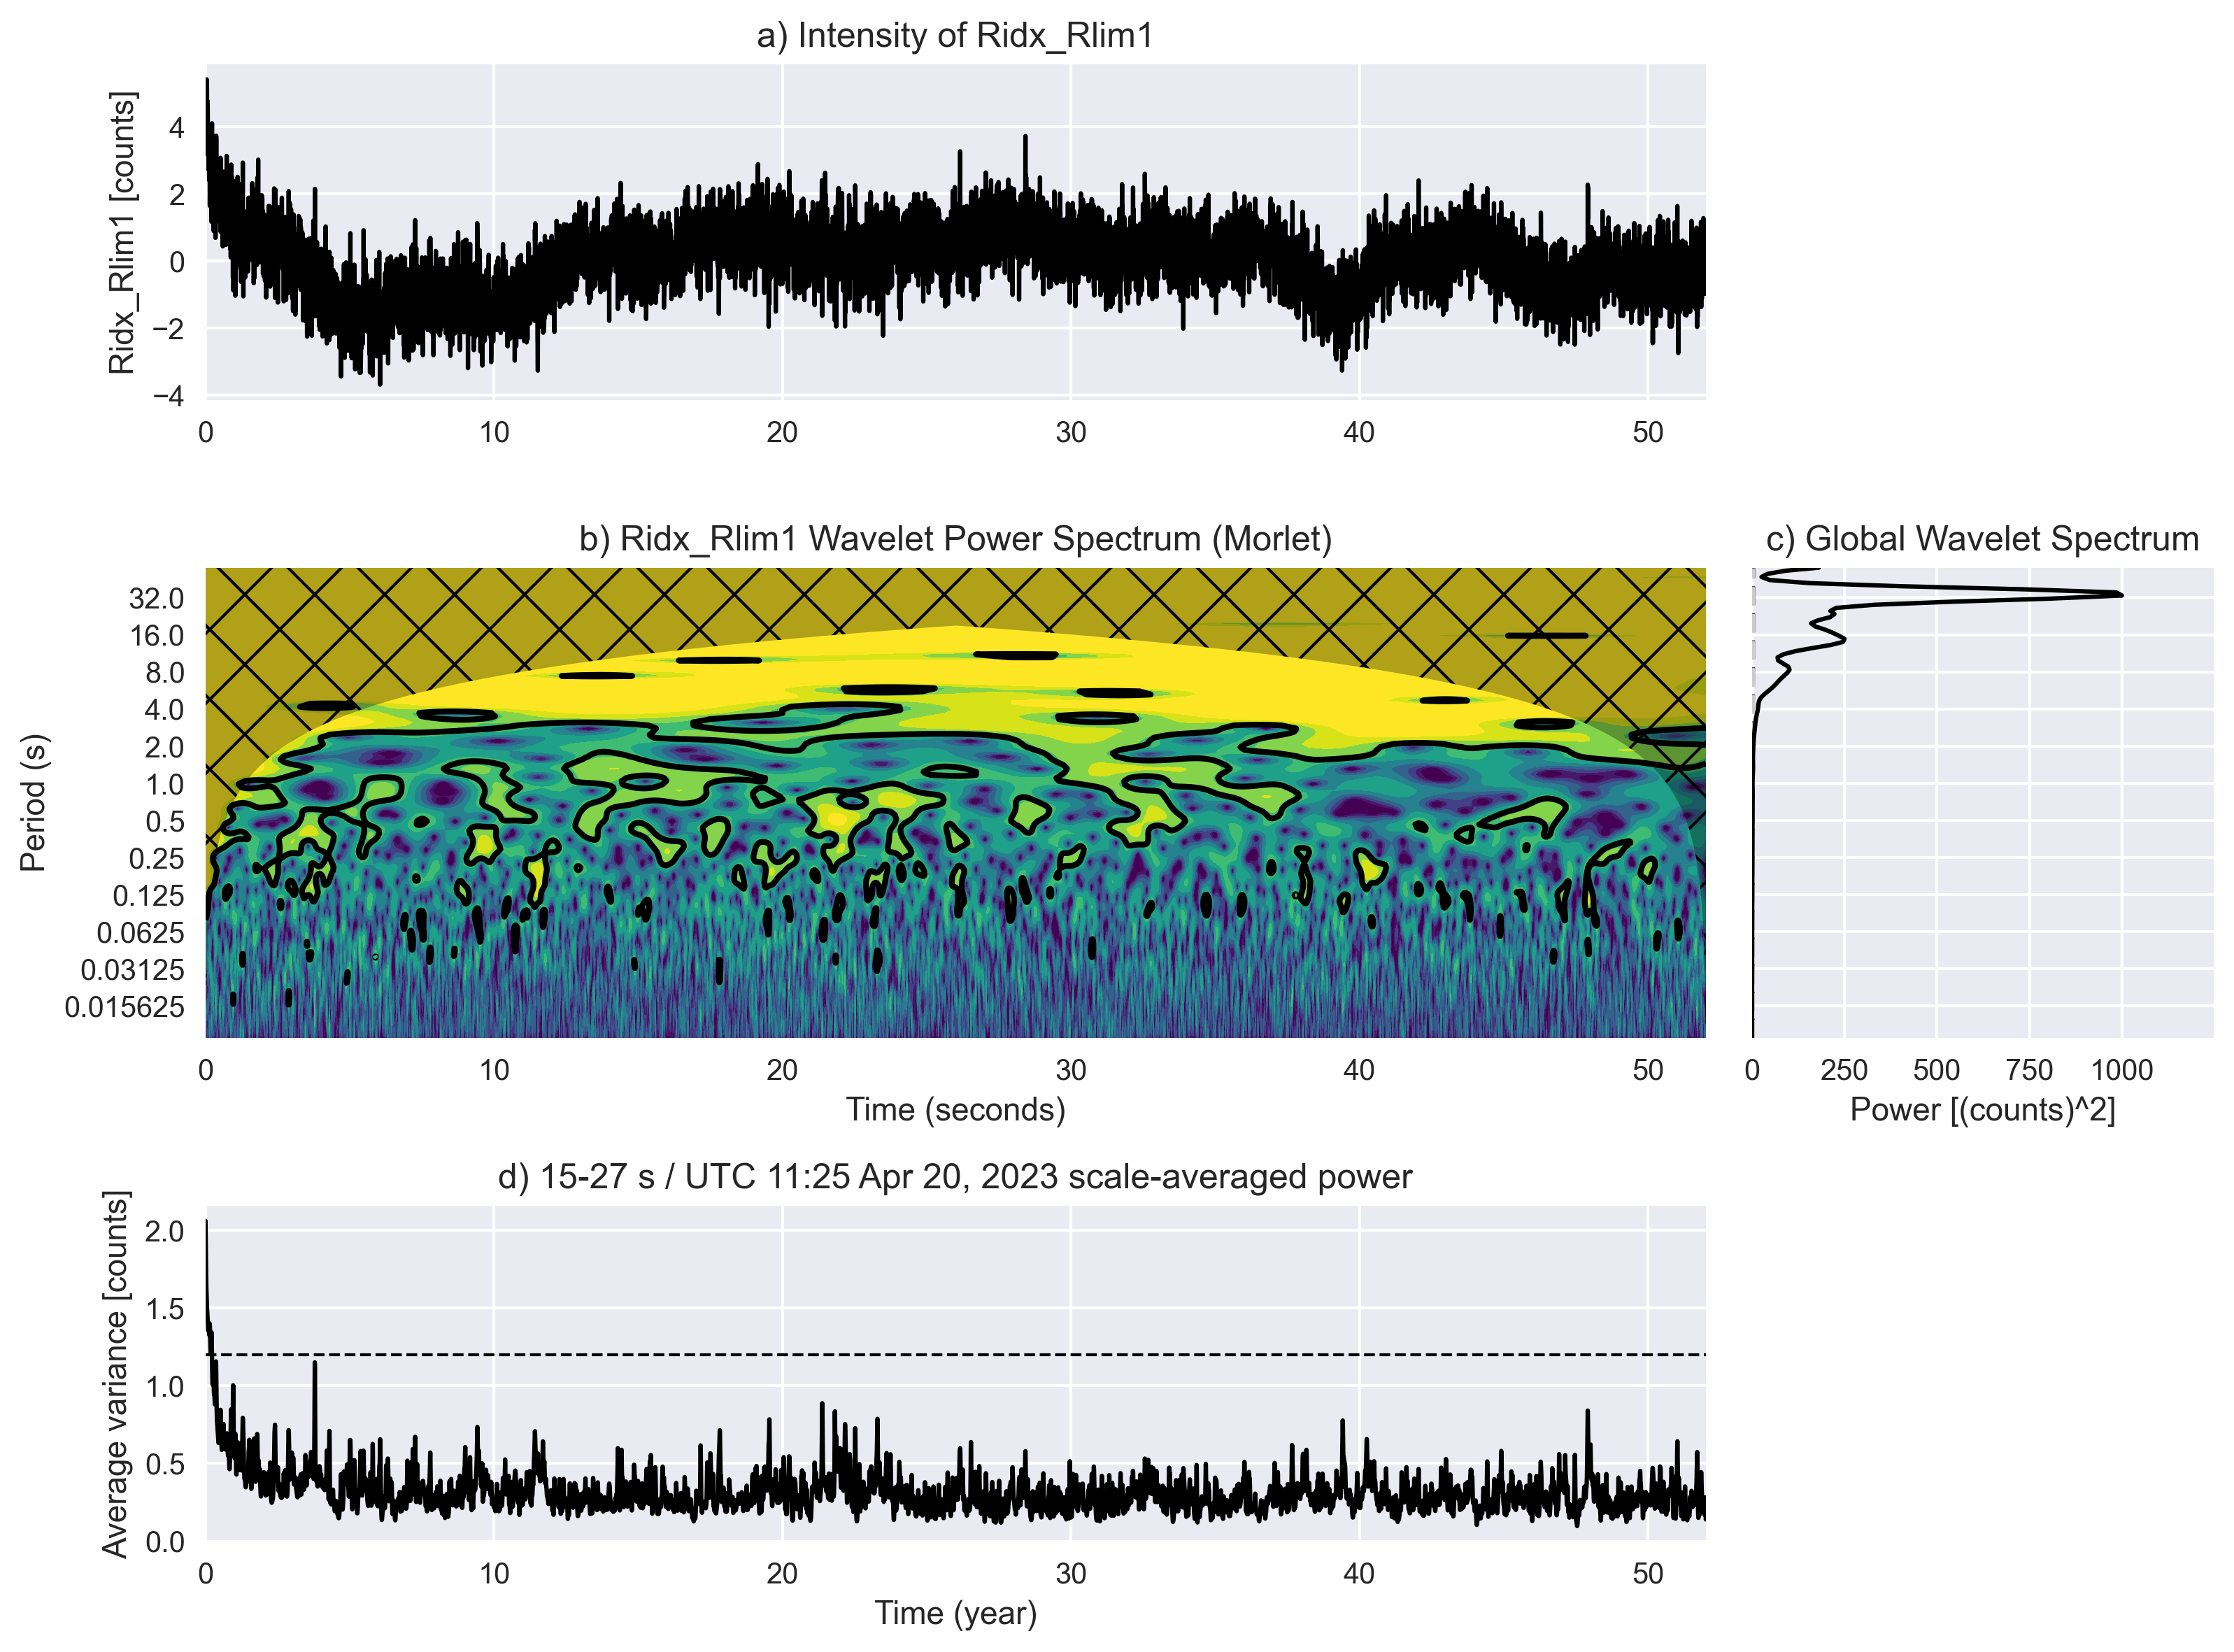 a) Intensity of Ridx_Rlim1
Ridx_Rlim1 [counts]
4
2
0
−2
−4
0 10 20 30 40 50
b) Ridx_Rlim1 Wavelet Power Spectrum (Morlet)
Period (s)
32.0
16.0
8.0
4.0
2.0
1.0
0.5
0.25
0.125
0.0625
0.03125
0.015625
0 10 20 30 40 50
Time (seconds)
c) Global Wavelet Spectrum
0 250 500 750 1000
Power [(counts)^2]
d) 15-27 s / UTC 11:25 Apr 20, 2023 scale-averaged power
Average variance [counts]
2.0
1.5
1.0
0.5
0.0
0 10 20 30 40 50
Time (year)